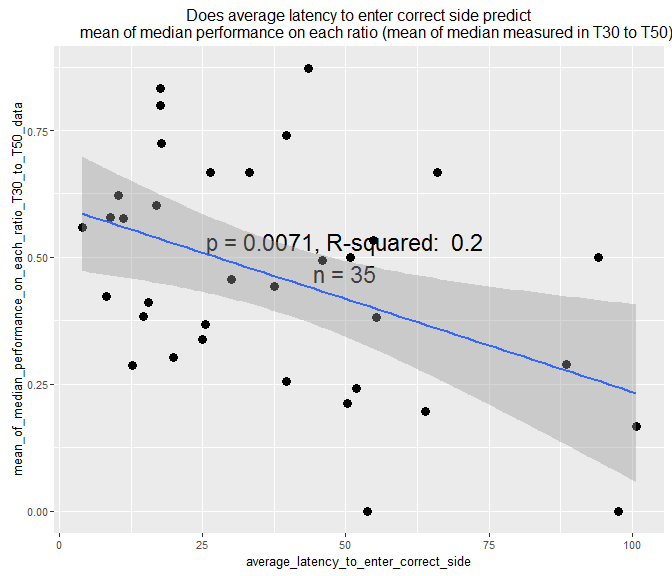 Does average latency to enter correct side predict
mean of median performance on each ratio (mean of median measured in T30 to T50)
mean_of_median_performance_on_each_ratio_T30_to_T50_data
0.75
0.50
0.25
0.00
p = 0.0071, R-squared:  0.2
n = 35
0
25
50
75
100
average_latency_to_enter_correct_side